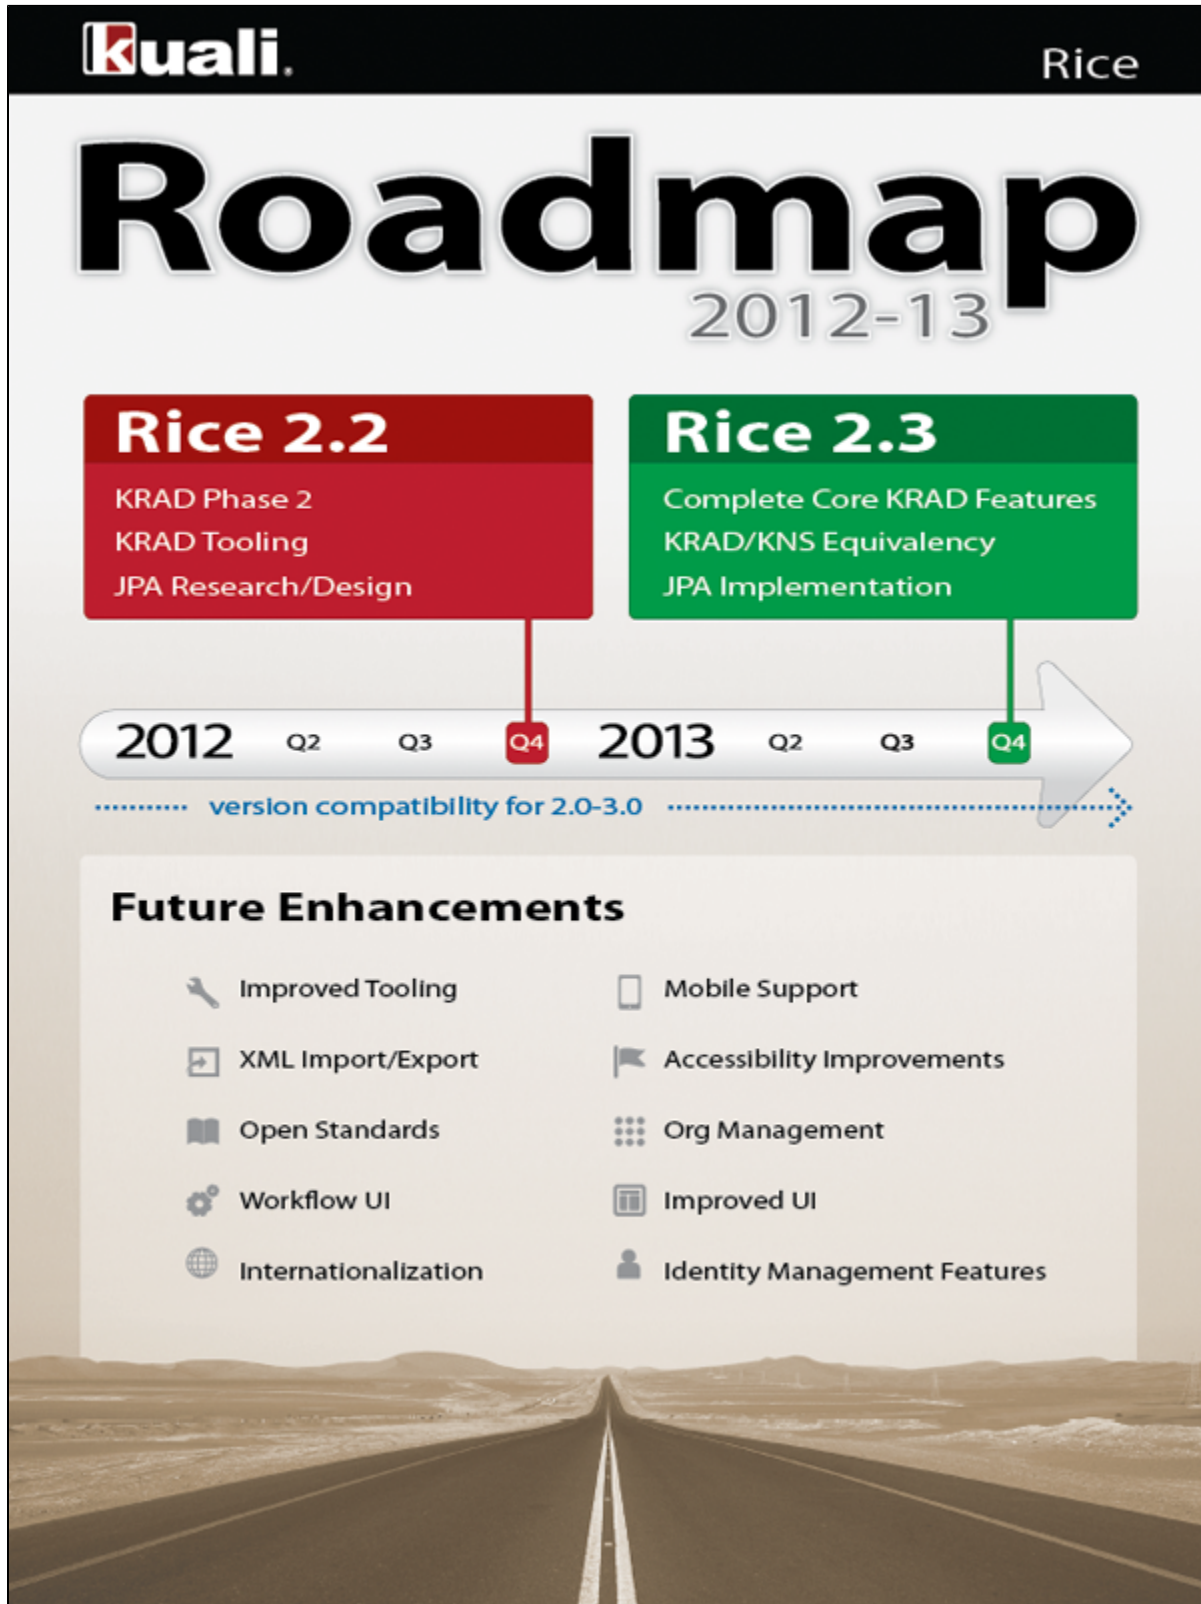 kuali.
Rice
Roadmap
2012-13
Rice 2.2
KRAD Phase 2
KRAD Tooling
JPA Research/Design
Rice 2.3
Complete Core KRAD Features
KRAD/KNS Equivalency
JPA Implementation
2012 Q2 Q3 Q4 2013 Q2 Q3 Q4
version compatibility for 2.0-3.0
Future Enhancements
Improved Tooling
XML Import/Export
Open Standards
Workflow UI
Internationalization
Mobile Support
Accessibility Improvements
Org Management
Improved UI
Identity Management Features